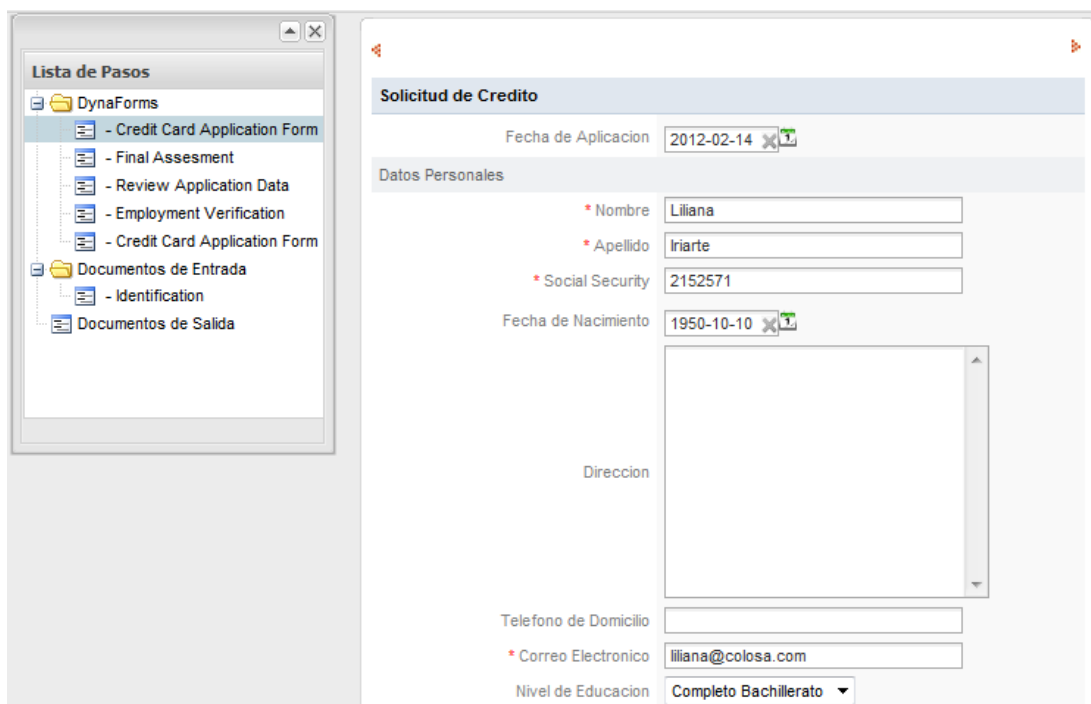 Lista de Pasos
DynaForms
- Credit Card Application Form
- Final Assesment
- Review Application Data
- Employment Verification
- Credit Card Application Form
Documentos de Entrada
- Identification
Documentos de Salida
Solicitud de Credito
Fecha de Aplicacion 2012-02-14
Datos Personales
* Nombre Liliana
* Apellido Iriarte
* Social Security 2152571
Fecha de Nacimiento 1950-10-10
Direccion
Telefono de Domicilio
* Correo Electronico liliana@colosa.com
Nivel de Educacion Completo Bachillerato